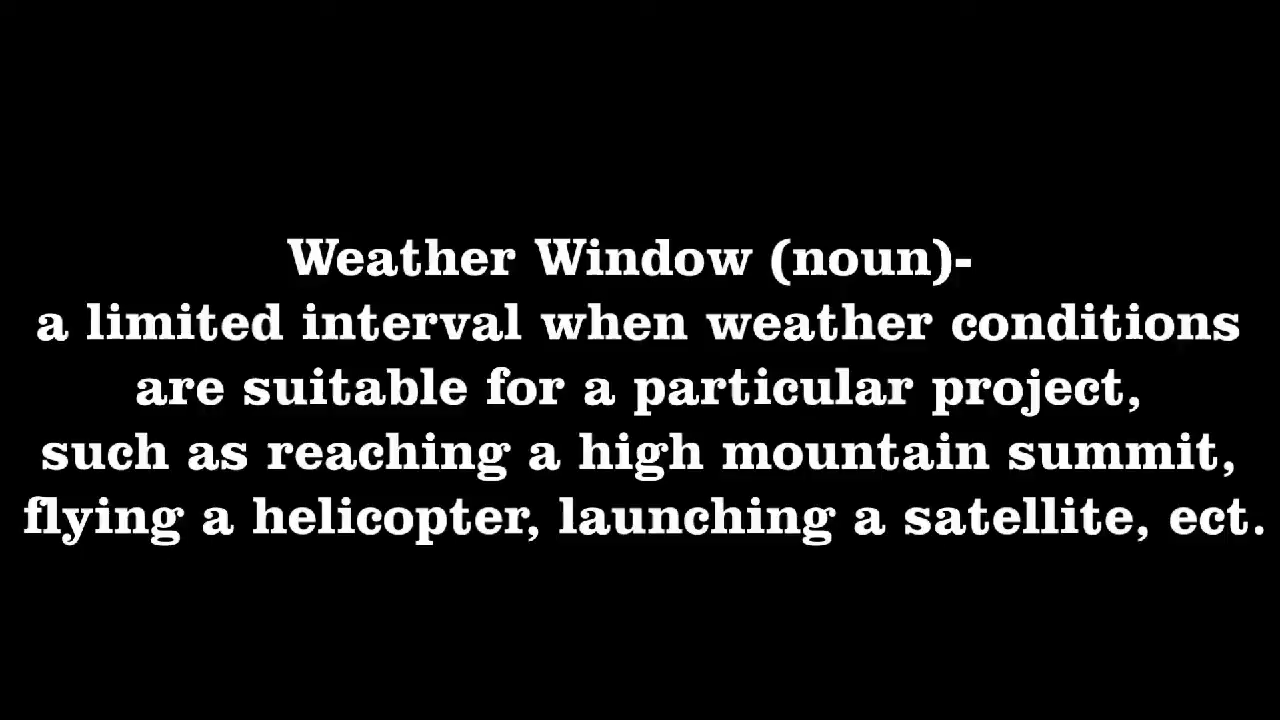 Weather Window (noun)-
a limited interval when weather conditions
are suitable for a particular project,
such as reaching a high mountain summit,
flying a helicopter, launching a satellite, ect.